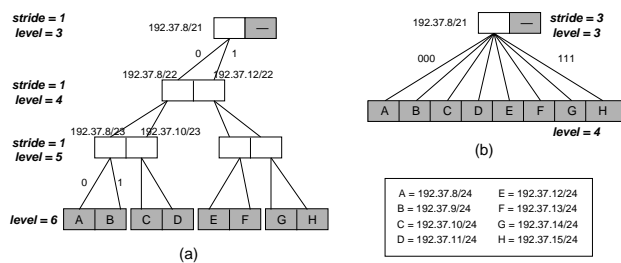 stride = 1
level = 3
192.37.8/21
—
0 1
192.37.8/22 192.37.12/22
stride = 1
level = 4
192.37.8/23 192.37.10/23
stride = 1
level = 5
0 1
level = 6
A B C D E F G H
(a)
192.37.8/21
stride = 3
level = 3
000 111
A B C D E F G H
level = 4
(b)
A = 192.37.8/24 E = 192.37.12/24
B = 192.37.9/24 F = 192.37.13/24
C = 192.37.10/24 G = 192.37.14/24
D = 192.37.11/24 H = 192.37.15/24